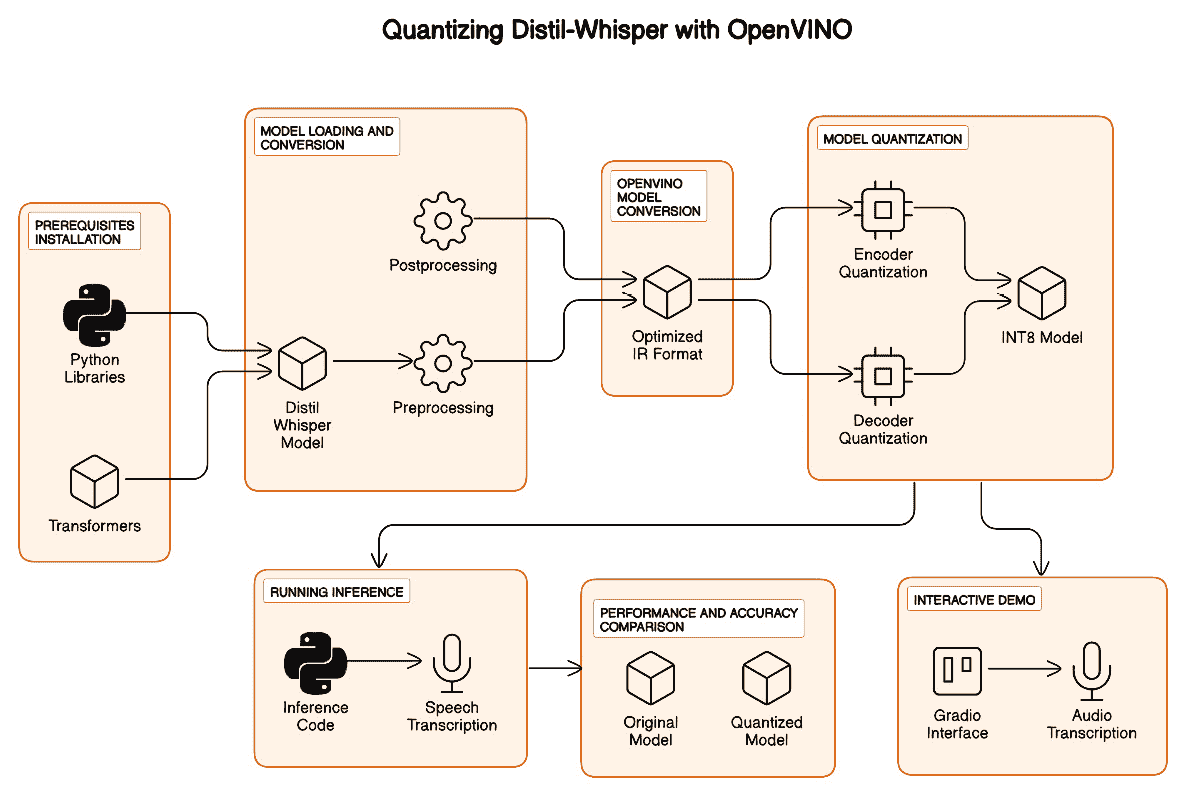 Quantizing Distil-Whisper with OpenVINO
PREREQUISITES
INSTALLATION
Python
Libraries
Transformers
MODEL LOADING AND
CONVERSION
Distil
Whisper
Model
Postprocessing
Preprocessing
OPENVINO
MODEL
CONVERSION
Optimized
IR Format
MODEL QUANTIZATION
Encoder
Quantization
Decoder
Quantization
INT8 Model
RUNNING INFERENCE
Inference
Code
Speech
Transcription
PERFORMANCE AND ACCURACY
COMPARISON
Original
Model
Quantized
Model
INTERACTIVE DEMO
Gradio
Interface
Audio
Transcription